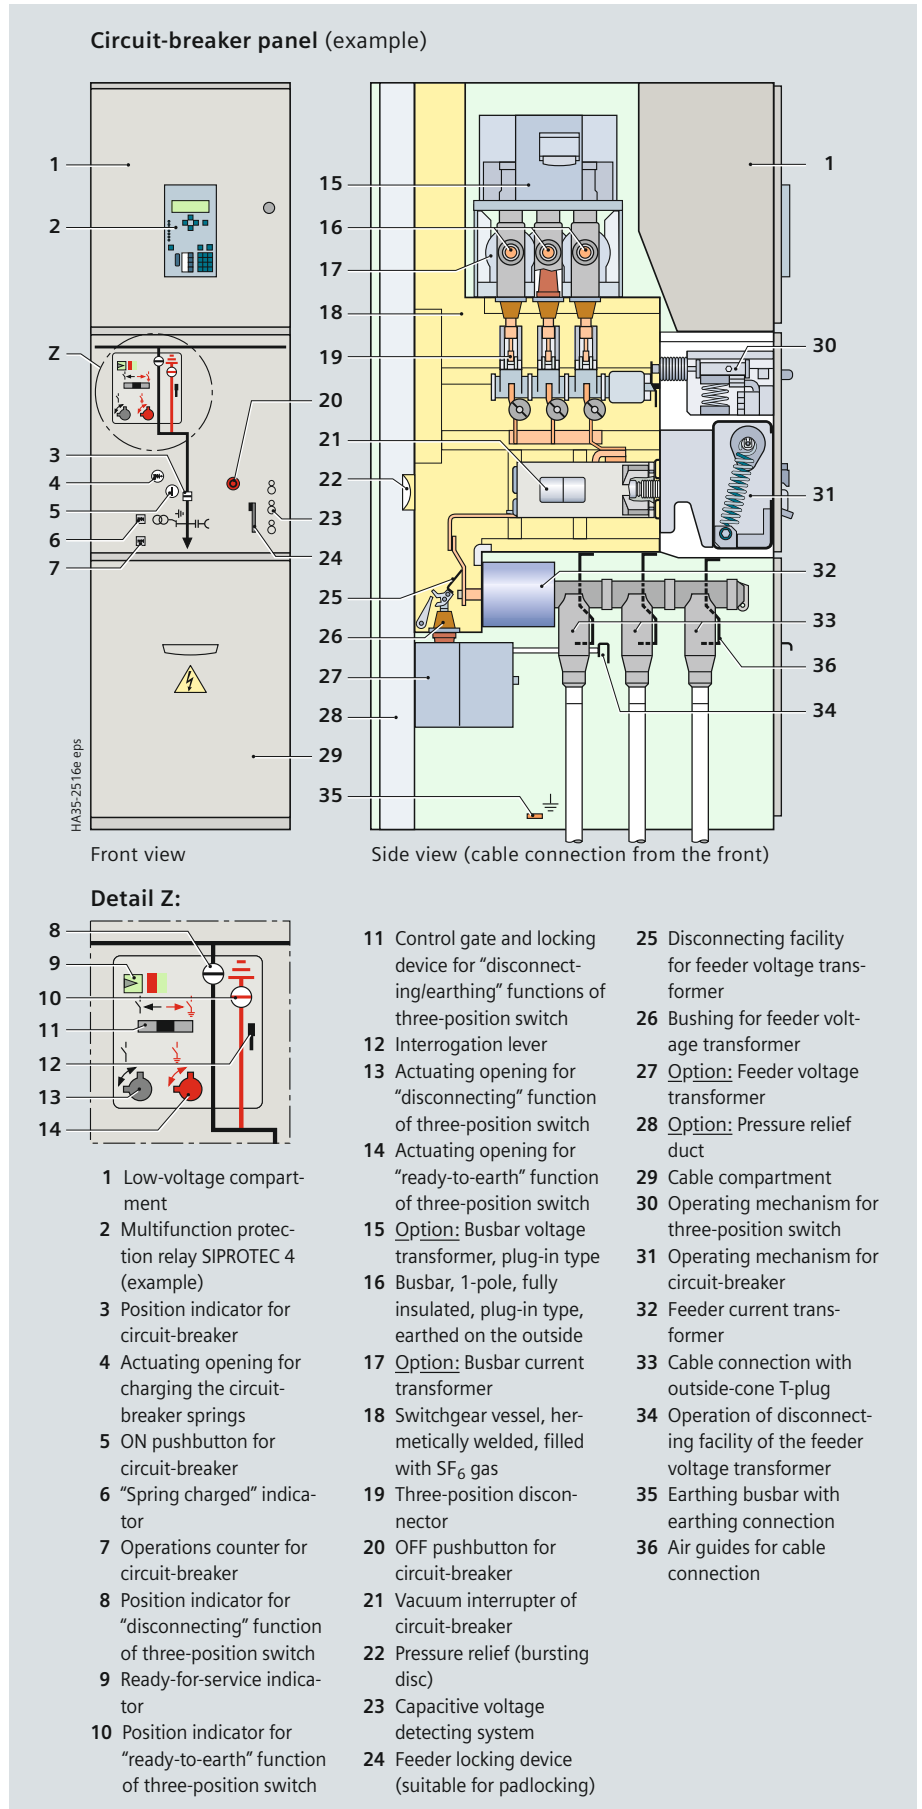 Circuit-breaker panel (example)
1
2
Z
3
4
5
6
7
15
16
17
18
19
20
21
22
23
24
25
26
27
28
29
35
1
30
31
32
33
36
34
HA35-2516e eps
Front view
Side view (cable connection from the front)
Detail Z:
8
9
10
11
12
13
14
1 Low-voltage compart-
ment
2 Multifunction protec-
tion relay SIPROTEC 4
(example)
3 Position indicator for
circuit-breaker
4 Actuating opening for
charging the circuit-
breaker springs
5 ON pushbutton for
circuit-breaker
6 “Spring charged” indica-
tor
7 Operations counter for
circuit-breaker
8 Position indicator for
“disconnecting” function
of three-position switch
9 Ready-for-service indica-
tor
10 Position indicator for
“ready-to-earth” function
of three-position switch
11 Control gate and locking
device for “disconnect-
ing/earthing” functions of
three-position switch
12 Interrogation lever
13 Actuating opening for
“disconnecting” function
of three-position switch
14 Actuating opening for
“ready-to-earth” function
of three-position switch
15 Option: Busbar voltage
transformer, plug-in type
16 Busbar, 1-pole, fully
insulated, plug-in type,
earthed on the outside
17 Option: Busbar current
transformer
18 Switchgear vessel, her-
metically welded, filled
with SF6 gas
19 Three-position discon-
nector
20 OFF pushbutton for
circuit-breaker
21 Vacuum interrupter of
circuit-breaker
22 Pressure relief (bursting
disc)
23 Capacitive voltage
detecting system
24 Feeder locking device
(suitable for padlocking)
25 Disconnecting facility
for feeder voltage trans-
former
26 Bushing for feeder volt-
age transformer
27 Option: Feeder voltage
transformer
28 Option: Pressure relief
duct
29 Cable compartment
30 Operating mechanism for
three-position switch
31 Operating mechanism for
circuit-breaker
32 Feeder current trans-
former
33 Cable connection with
outside-cone T-plug
34 Operation of disconnect-
ing facility of the feeder
voltage transformer
35 Earthing busbar with
earthing connection
36 Air guides for cable
connection